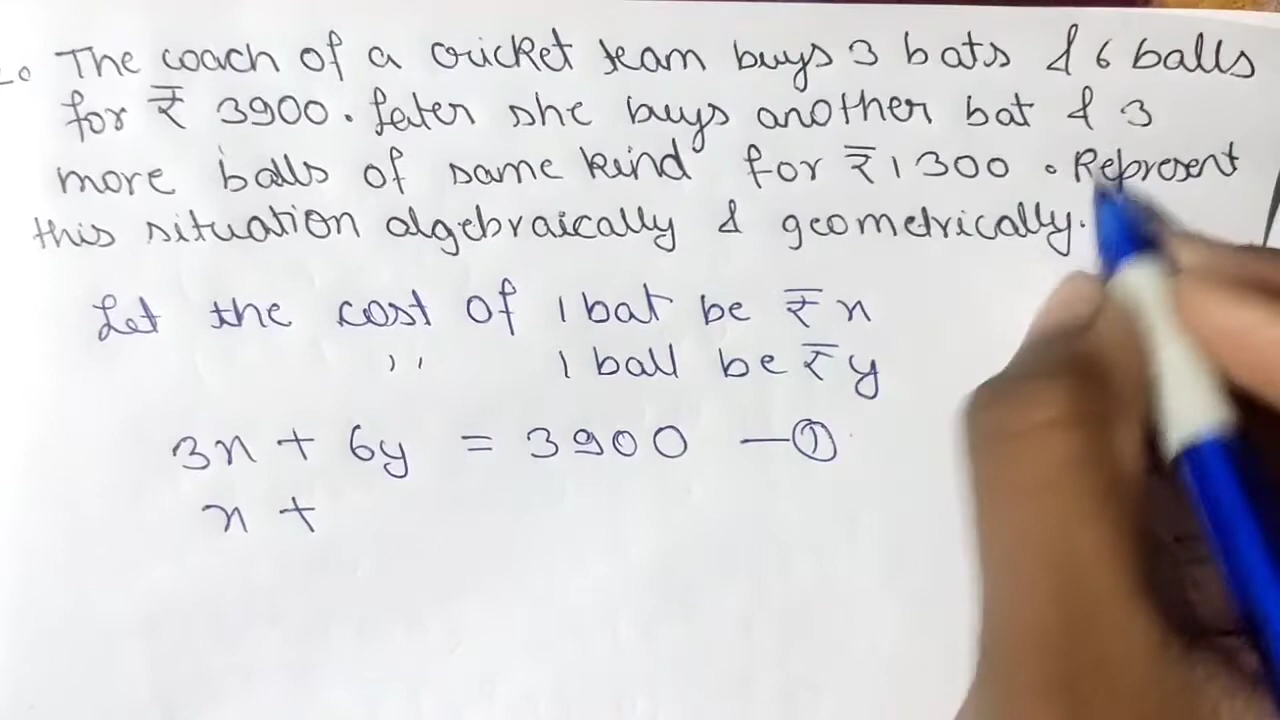 The coach of a cricket team buys 3 bats & 6 balls
for ₹ 3900. Later she buys another bat & 3
more balls of same kind for ₹1300. Represent
this situation algebraically & geometrically.
Let the cost of 1 bat be ₹ x
,, 1 ball be ₹ y
3x + 6y = 3900 — ①
x +